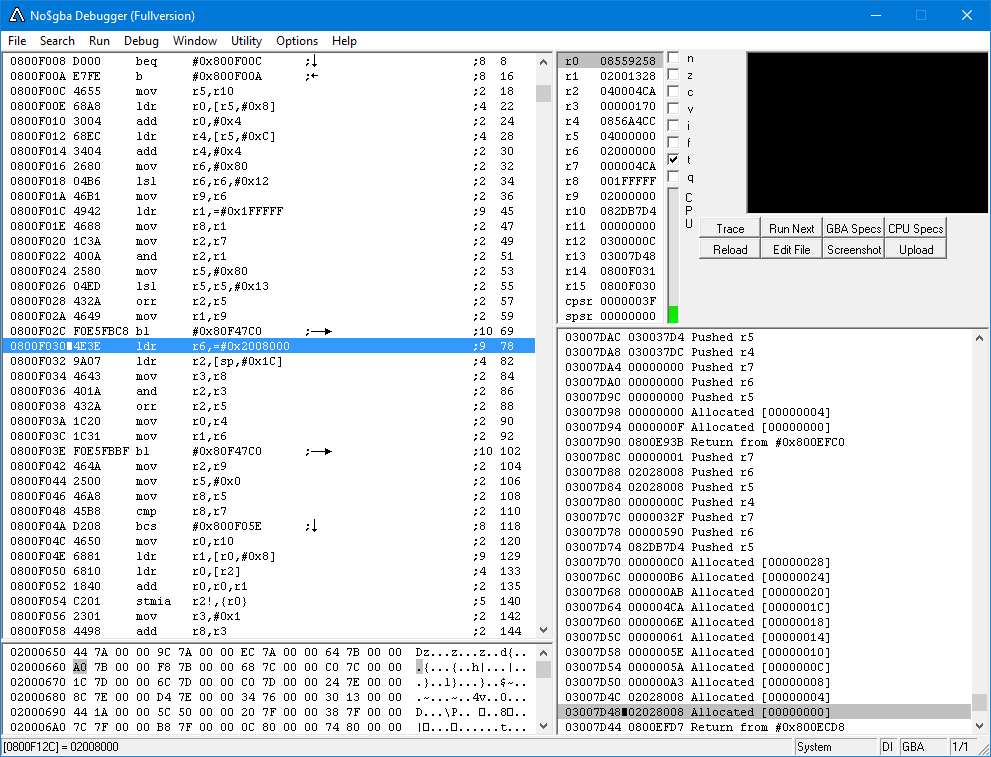 No$gba Debugger (Fullversion)
File Search Run Debug Window Utility Options Help
0800F008 D000 beq #0x800F00C ;↓ ;8 8
0800F00A E7FE b #0x800F00A ;← ;8 16
0800F00C 4655 mov r5,r10 ;2 18
0800F00E 68A8 ldr r0,[r5,#0x8] ;4 22
0800F010 3004 add r0,#0x4 ;2 24
0800F012 68EC ldr r4,[r5,#0xC] ;4 28
0800F014 3404 add r4,#0x4 ;2 30
0800F016 2680 mov r6,#0x80 ;2 32
0800F018 04B6 lsl r6,r6,#0x12 ;2 34
0800F01A 46B1 mov r9,r6 ;2 36
0800F01C 4942 ldr r1,=#0x1FFFFF ;9 45
0800F01E 4688 mov r8,r1 ;2 47
0800F020 1C3A mov r2,r7 ;2 49
0800F022 400A and r2,r1 ;2 51
0800F024 2580 mov r5,#0x80 ;2 53
0800F026 04ED lsl r5,r5,#0x13 ;2 55
0800F028 432A orr r2,r5 ;2 57
0800F02A 4649 mov r1,r9 ;2 59
0800F02C F0E5FBC8 bl #0x80F47C0 ;→ ;10 69
0800F030 4E3E ldr r6,=#0x2008000 ;9 78
0800F032 9A07 ldr r2,[sp,#0x1C] ;4 82
0800F034 4643 mov r3,r8 ;2 84
0800F036 401A and r2,r3 ;2 86
0800F038 432A orr r2,r5 ;2 88
0800F03A 1C20 mov r0,r4 ;2 90
0800F03C 1C31 mov r1,r6 ;2 92
0800F03E F0E5FBBF bl #0x80F47C0 ;→ ;10 102
0800F042 464A mov r2,r9 ;2 104
0800F044 2500 mov r5,#0x0 ;2 106
0800F046 46A8 mov r8,r5 ;2 108
0800F048 45B8 cmp r8,r7 ;2 110
0800F04A D208 bcs #0x800F05E ;↓ ;8 118
0800F04C 4650 mov r0,r10 ;2 120
0800F04E 6881 ldr r1,[r0,#0x8] ;9 129
0800F050 6810 ldr r0,[r2] ;4 133
0800F052 1840 add r0,r0,r1 ;2 135
0800F054 C201 stmia r2!,{r0} ;5 140
0800F056 2301 mov r3,#0x1 ;2 142
0800F058 4498 add r8,r3 ;2 144
r0 08559258 n
r1 02001328 z
r2 040004CA c
r3 00000170 v
r4 0856A4CC i
r5 04000000 f
r6 02000000 t
r7 000004CA q
r8 001FFFFF
r9 02000000
r10 082DB7D4
r11 00000000
r12 0300000C
r13 03007D48
r14 0800F031
r15 0800F030
cpsr 0000003F
spsr 00000000
C
P
U
Trace Run Next GBA Specs CPU Specs
Reload Edit File Screenshot Upload
03007DAC 030037D4 Pushed r5
03007DA8 030037DC Pushed r4
03007DA4 00000000 Pushed r7
03007DA0 00000000 Pushed r6
03007D9C 00000000 Pushed r5
03007D98 00000000 Allocated [00000004]
03007D94 0000000F Allocated [00000000]
03007D90 0800E93B Return from #0x800EFC0
03007D8C 00000001 Pushed r7
03007D88 02028008 Pushed r6
03007D84 02028008 Pushed r5
03007D80 0000000C Pushed r4
03007D7C 0000032F Pushed r7
03007D78 00000590 Pushed r6
03007D74 082DB7D4 Pushed r5
03007D70 000000C0 Allocated [00000028]
03007D6C 000000B6 Allocated [00000024]
03007D68 000000AB Allocated [00000020]
03007D64 000004CA Allocated [0000001C]
03007D60 0000006E Allocated [00000018]
03007D5C 00000061 Allocated [00000014]
03007D58 0000005E Allocated [00000010]
03007D54 0000005A Allocated [0000000C]
03007D50 000000A3 Allocated [00000008]
03007D4C 02028008 Allocated [00000004]
03007D48 02028008 Allocated [00000000]
03007D44 0800EFD7 Return from #0x800ECD8
02000650 44 7A 00 00 9C 7A 00 00 EC 7A 00 00 64 7B 00 00 Dz...z...z..d{..
02000660 A0 7B 00 00 F8 7B 00 00 68 7C 00 00 C0 7C 00 00 .{...{..h|...|..
02000670 1C 7D 00 00 6C 7D 00 00 C0 7D 00 00 24 7E 00 00 .}..l}...}..$~..
02000680 8C 7E 00 00 D4 7E 00 00 34 76 00 00 30 13 00 00 .~...~..4v..0...
02000690 44 1A 00 00 5C 50 00 00 20 7F 00 00 38 7F 00 00 D...\P.. □..8□..
020006A0 7C 7F 00 00 B8 7F 00 00 0C 80 00 00 74 80 00 00 |□...□......t...
[0800F12C] = 02008000 System DI GBA 1/1